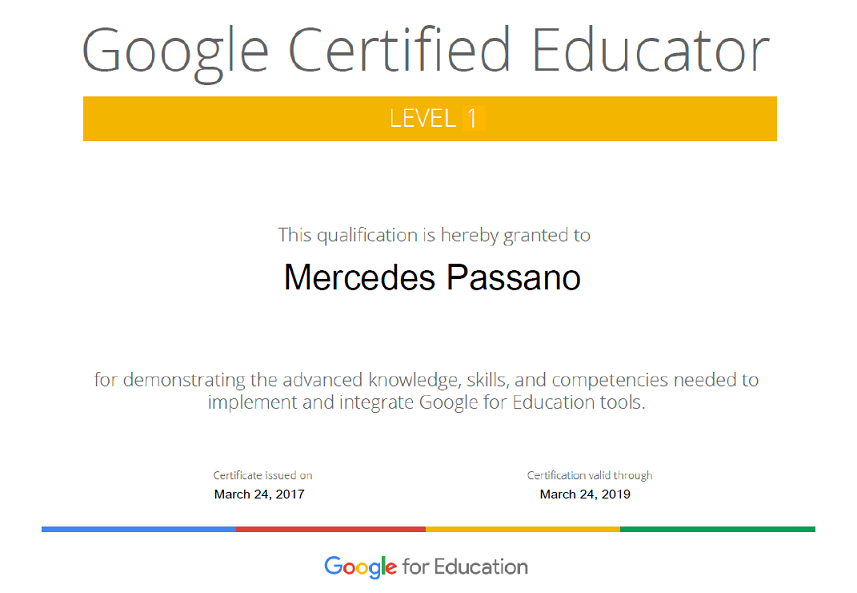 Google Certified Educator
LEVEL 1
This qualification is hereby granted to
Mercedes Passano
for demonstrating the advanced knowledge, skills, and competencies needed to
implement and integrate Google for Education tools.
Certificate issued on
March 24, 2017
Certification valid through
March 24, 2019
Google for Education